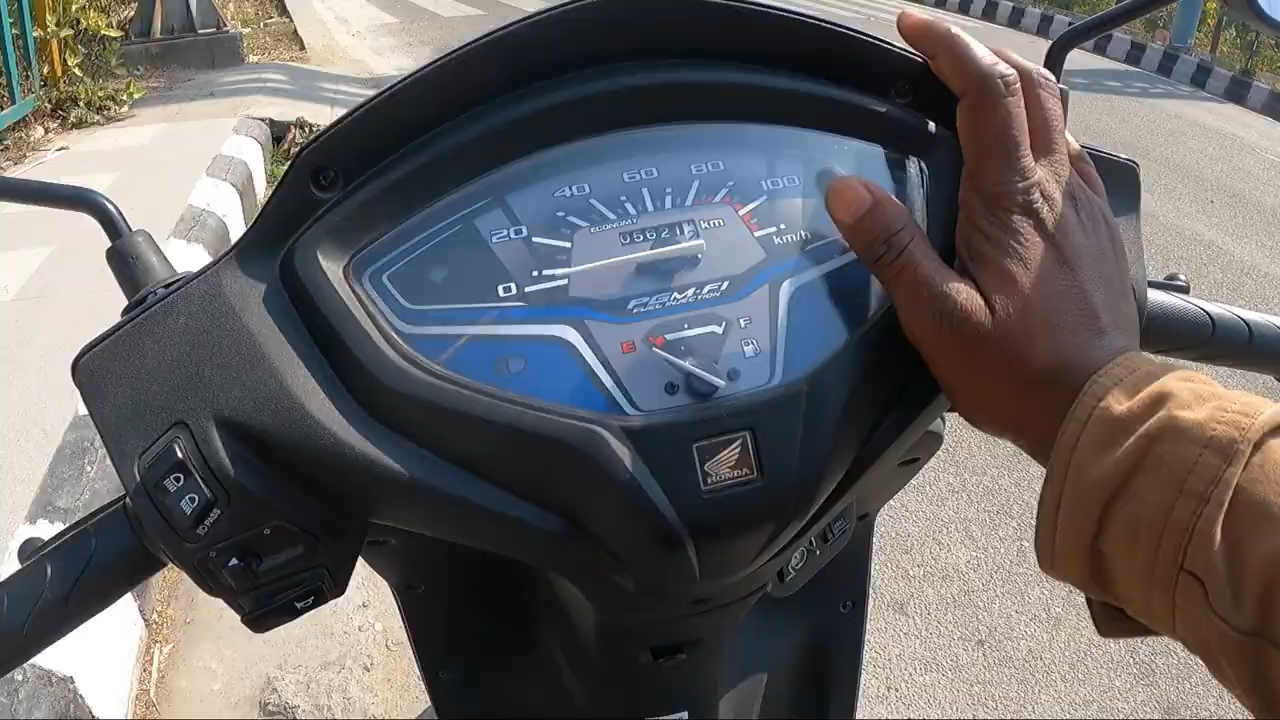 0
20
40
60
80
100
km/h
ECONOMY
km
PGM-FI
FUEL INJECTION
E
F
HONDA
PASS